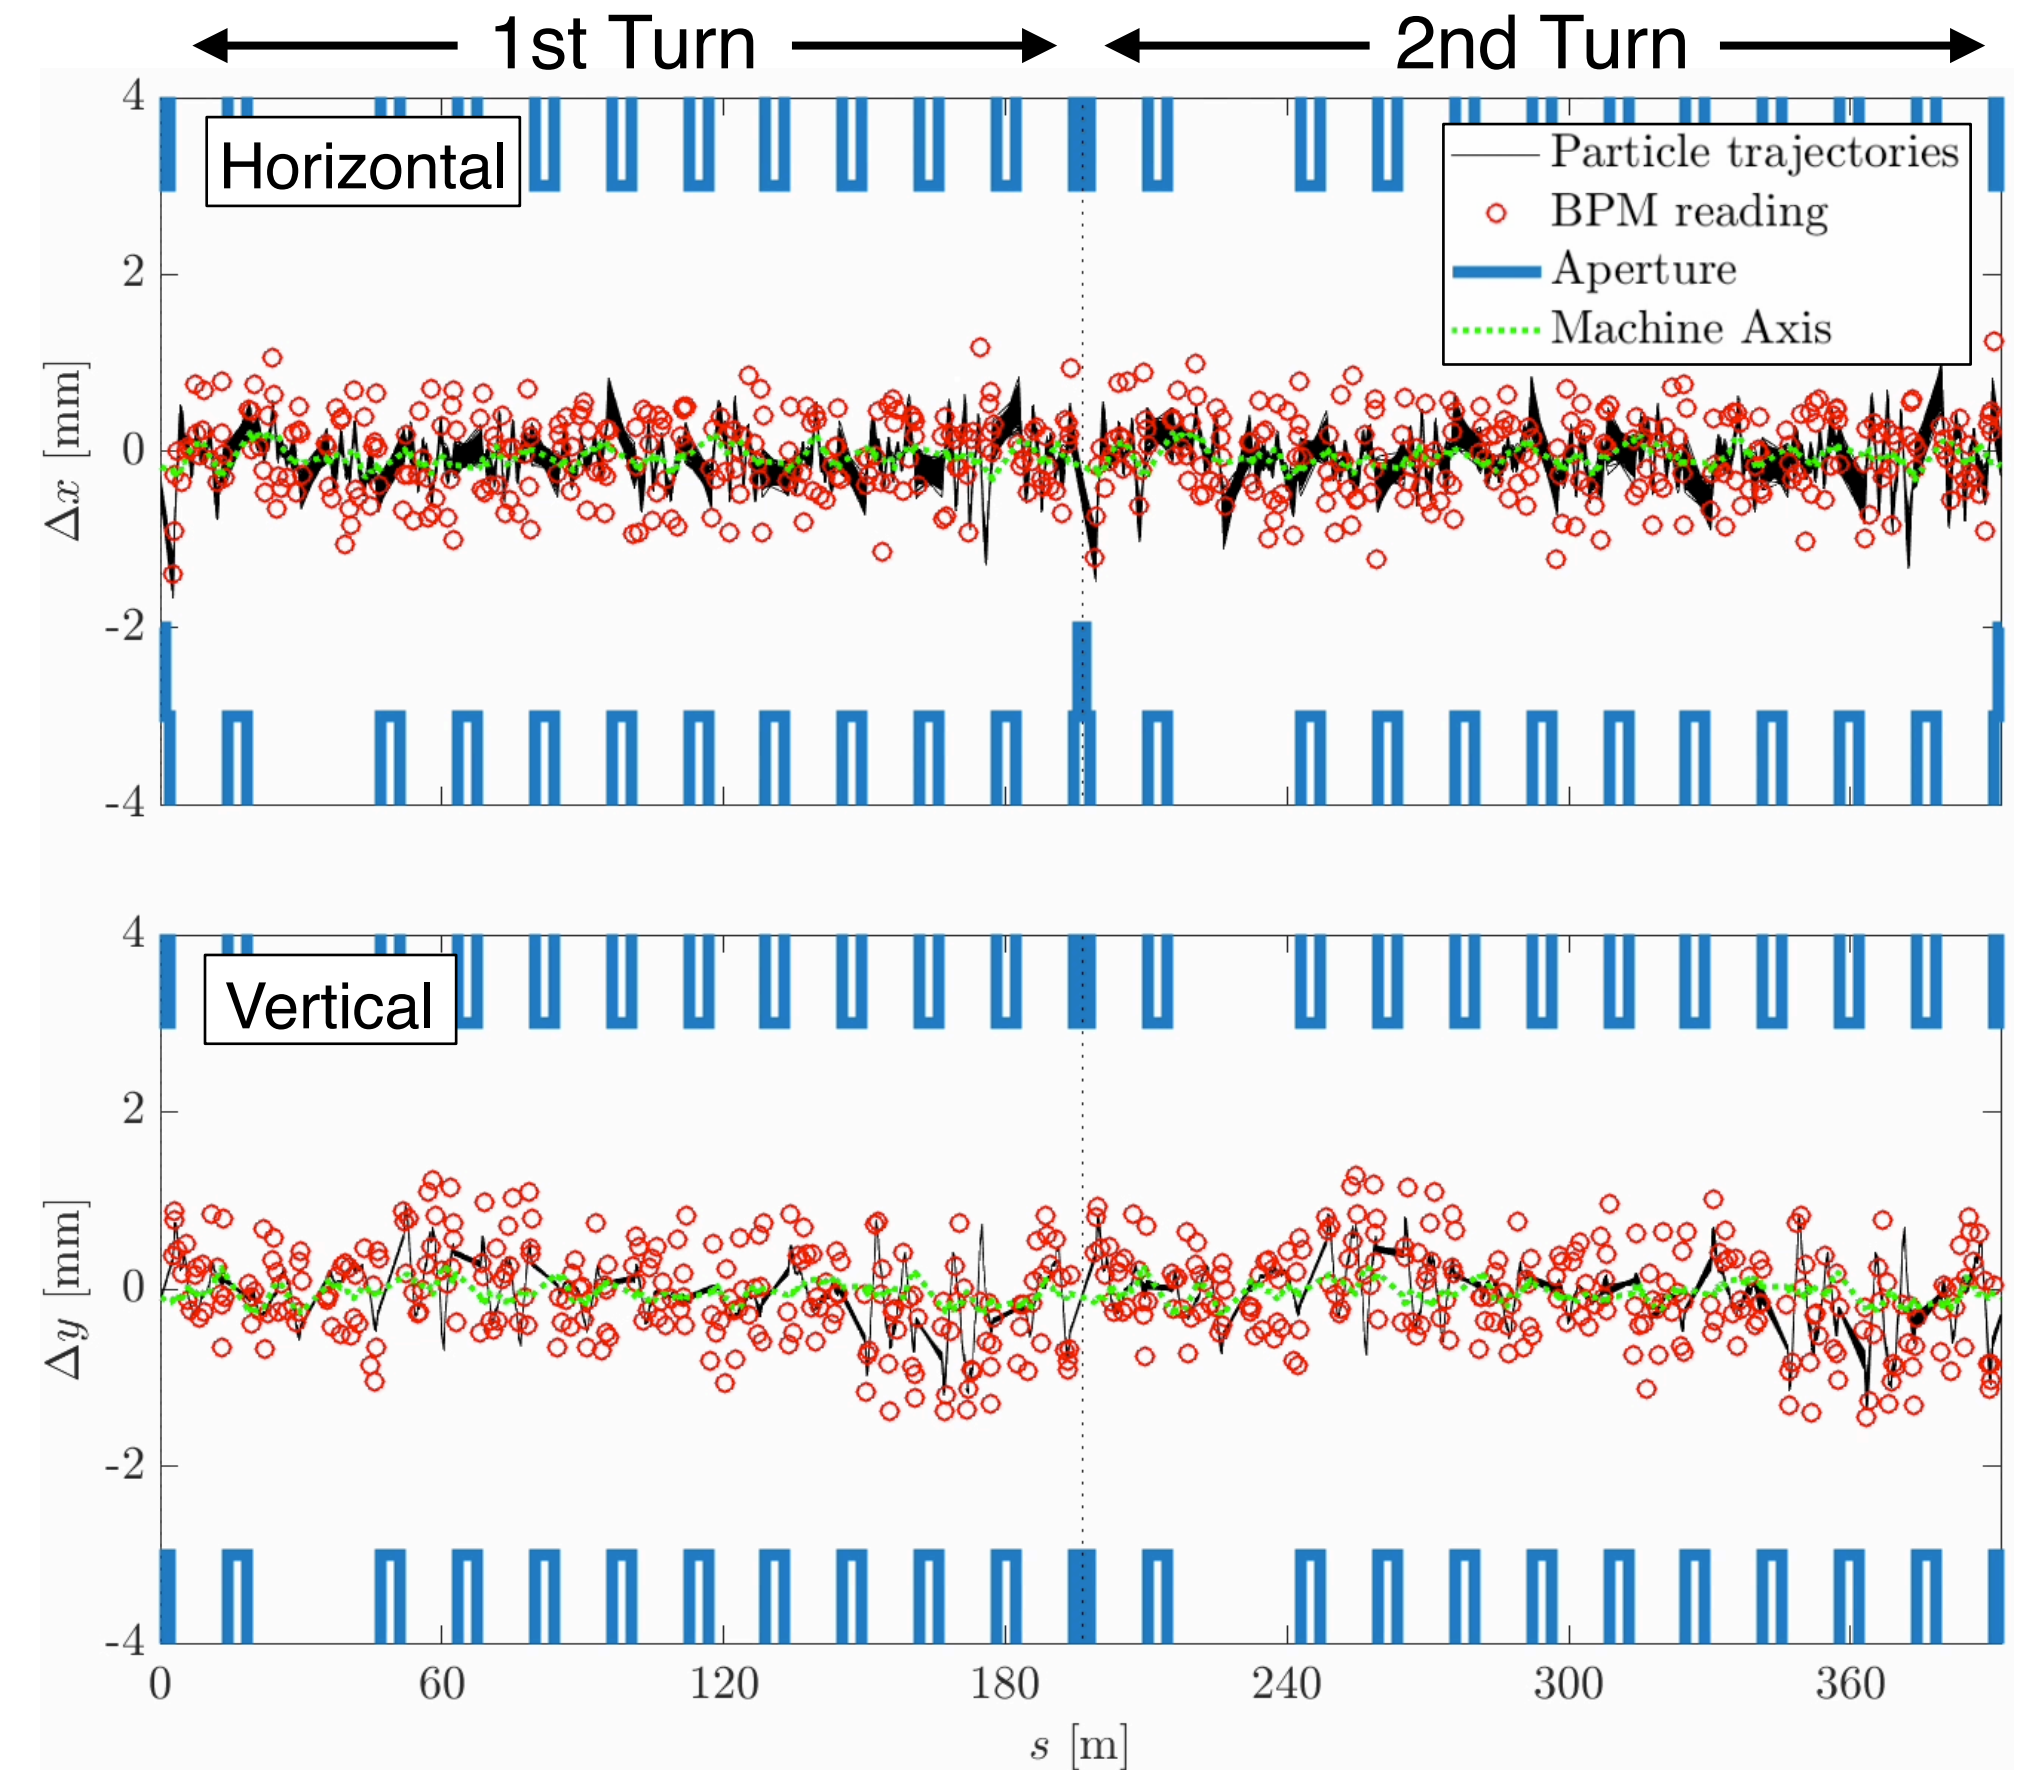 1st Turn 2nd Turn
4
2
0
-2
-4
Δx [mm]
Horizontal
Particle trajectories
BPM reading
Aperture
Machine Axis
4
2
0
-2
-4
Δy [mm]
Vertical
0 60 120 180 240 300 360
s [m]